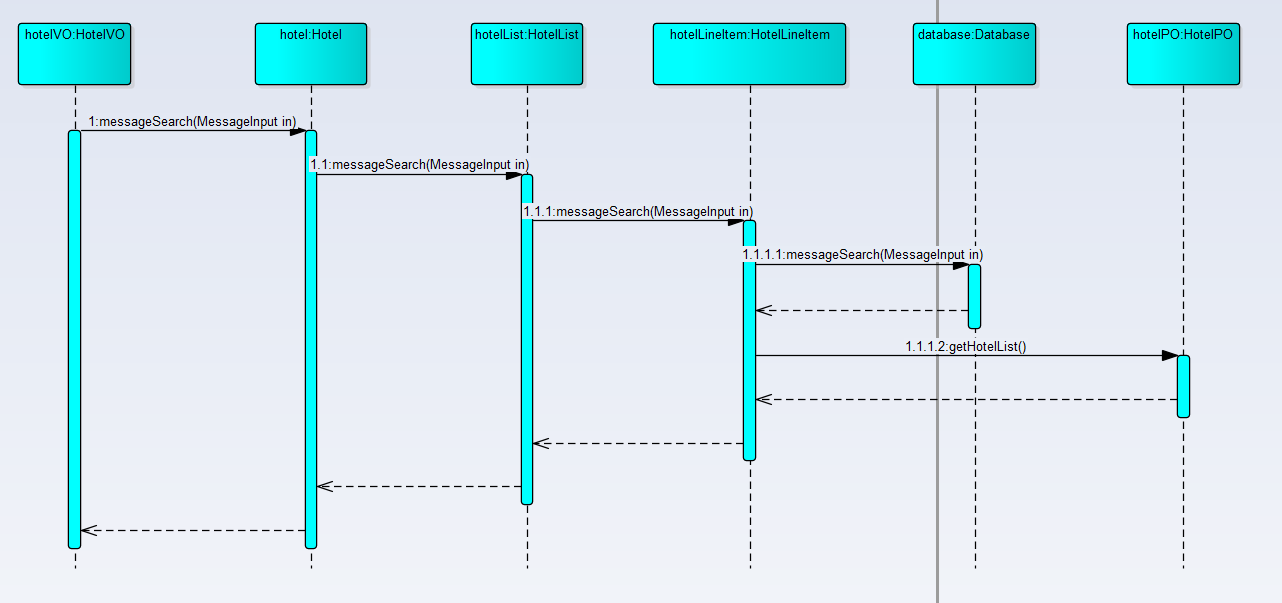 hotelVO:HotelVO
hotel:Hotel
hotelList:HotelList
hotelLineItem:HotelLineItem
database:Database
hotelPO:HotelPO
1:messageSearch(MessageInput in)
1.1:messageSearch(MessageInput in)
1.1.1:messageSearch(MessageInput in)
1.1.1.1:messageSearch(MessageInput in)
1.1.1.2:getHotelList()